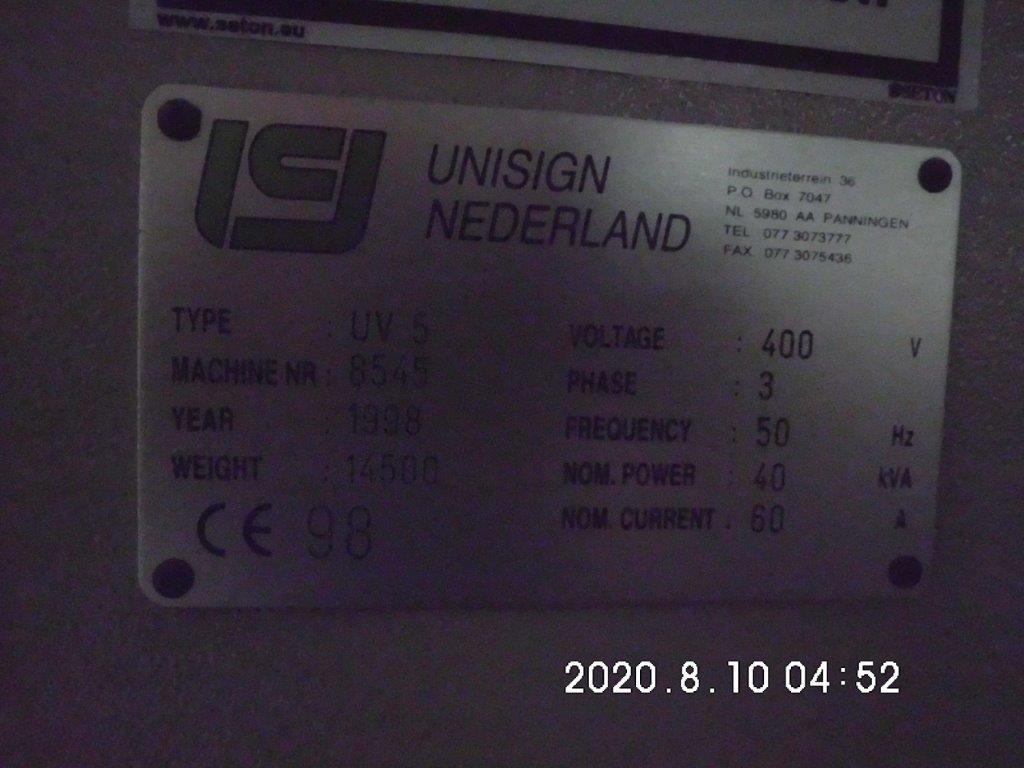 www.seton.eu
SETON
UNISIGN
NEDERLAND
Industrieterrein 36
P.O. Box 7047
NL 5980 AA PANNINGEN
TEL 077 3073777
FAX. 077 3075436
TYPE : UV 5
MACHINE NR : 8545
YEAR : 1998
WEIGHT : 14500
CE 98
VOLTAGE : 400 V
PHASE : 3
FREQUENCY : 50 Hz
NOM. POWER : 40 kVA
NOM. CURRENT : 60 A
2020.8.10 04:52